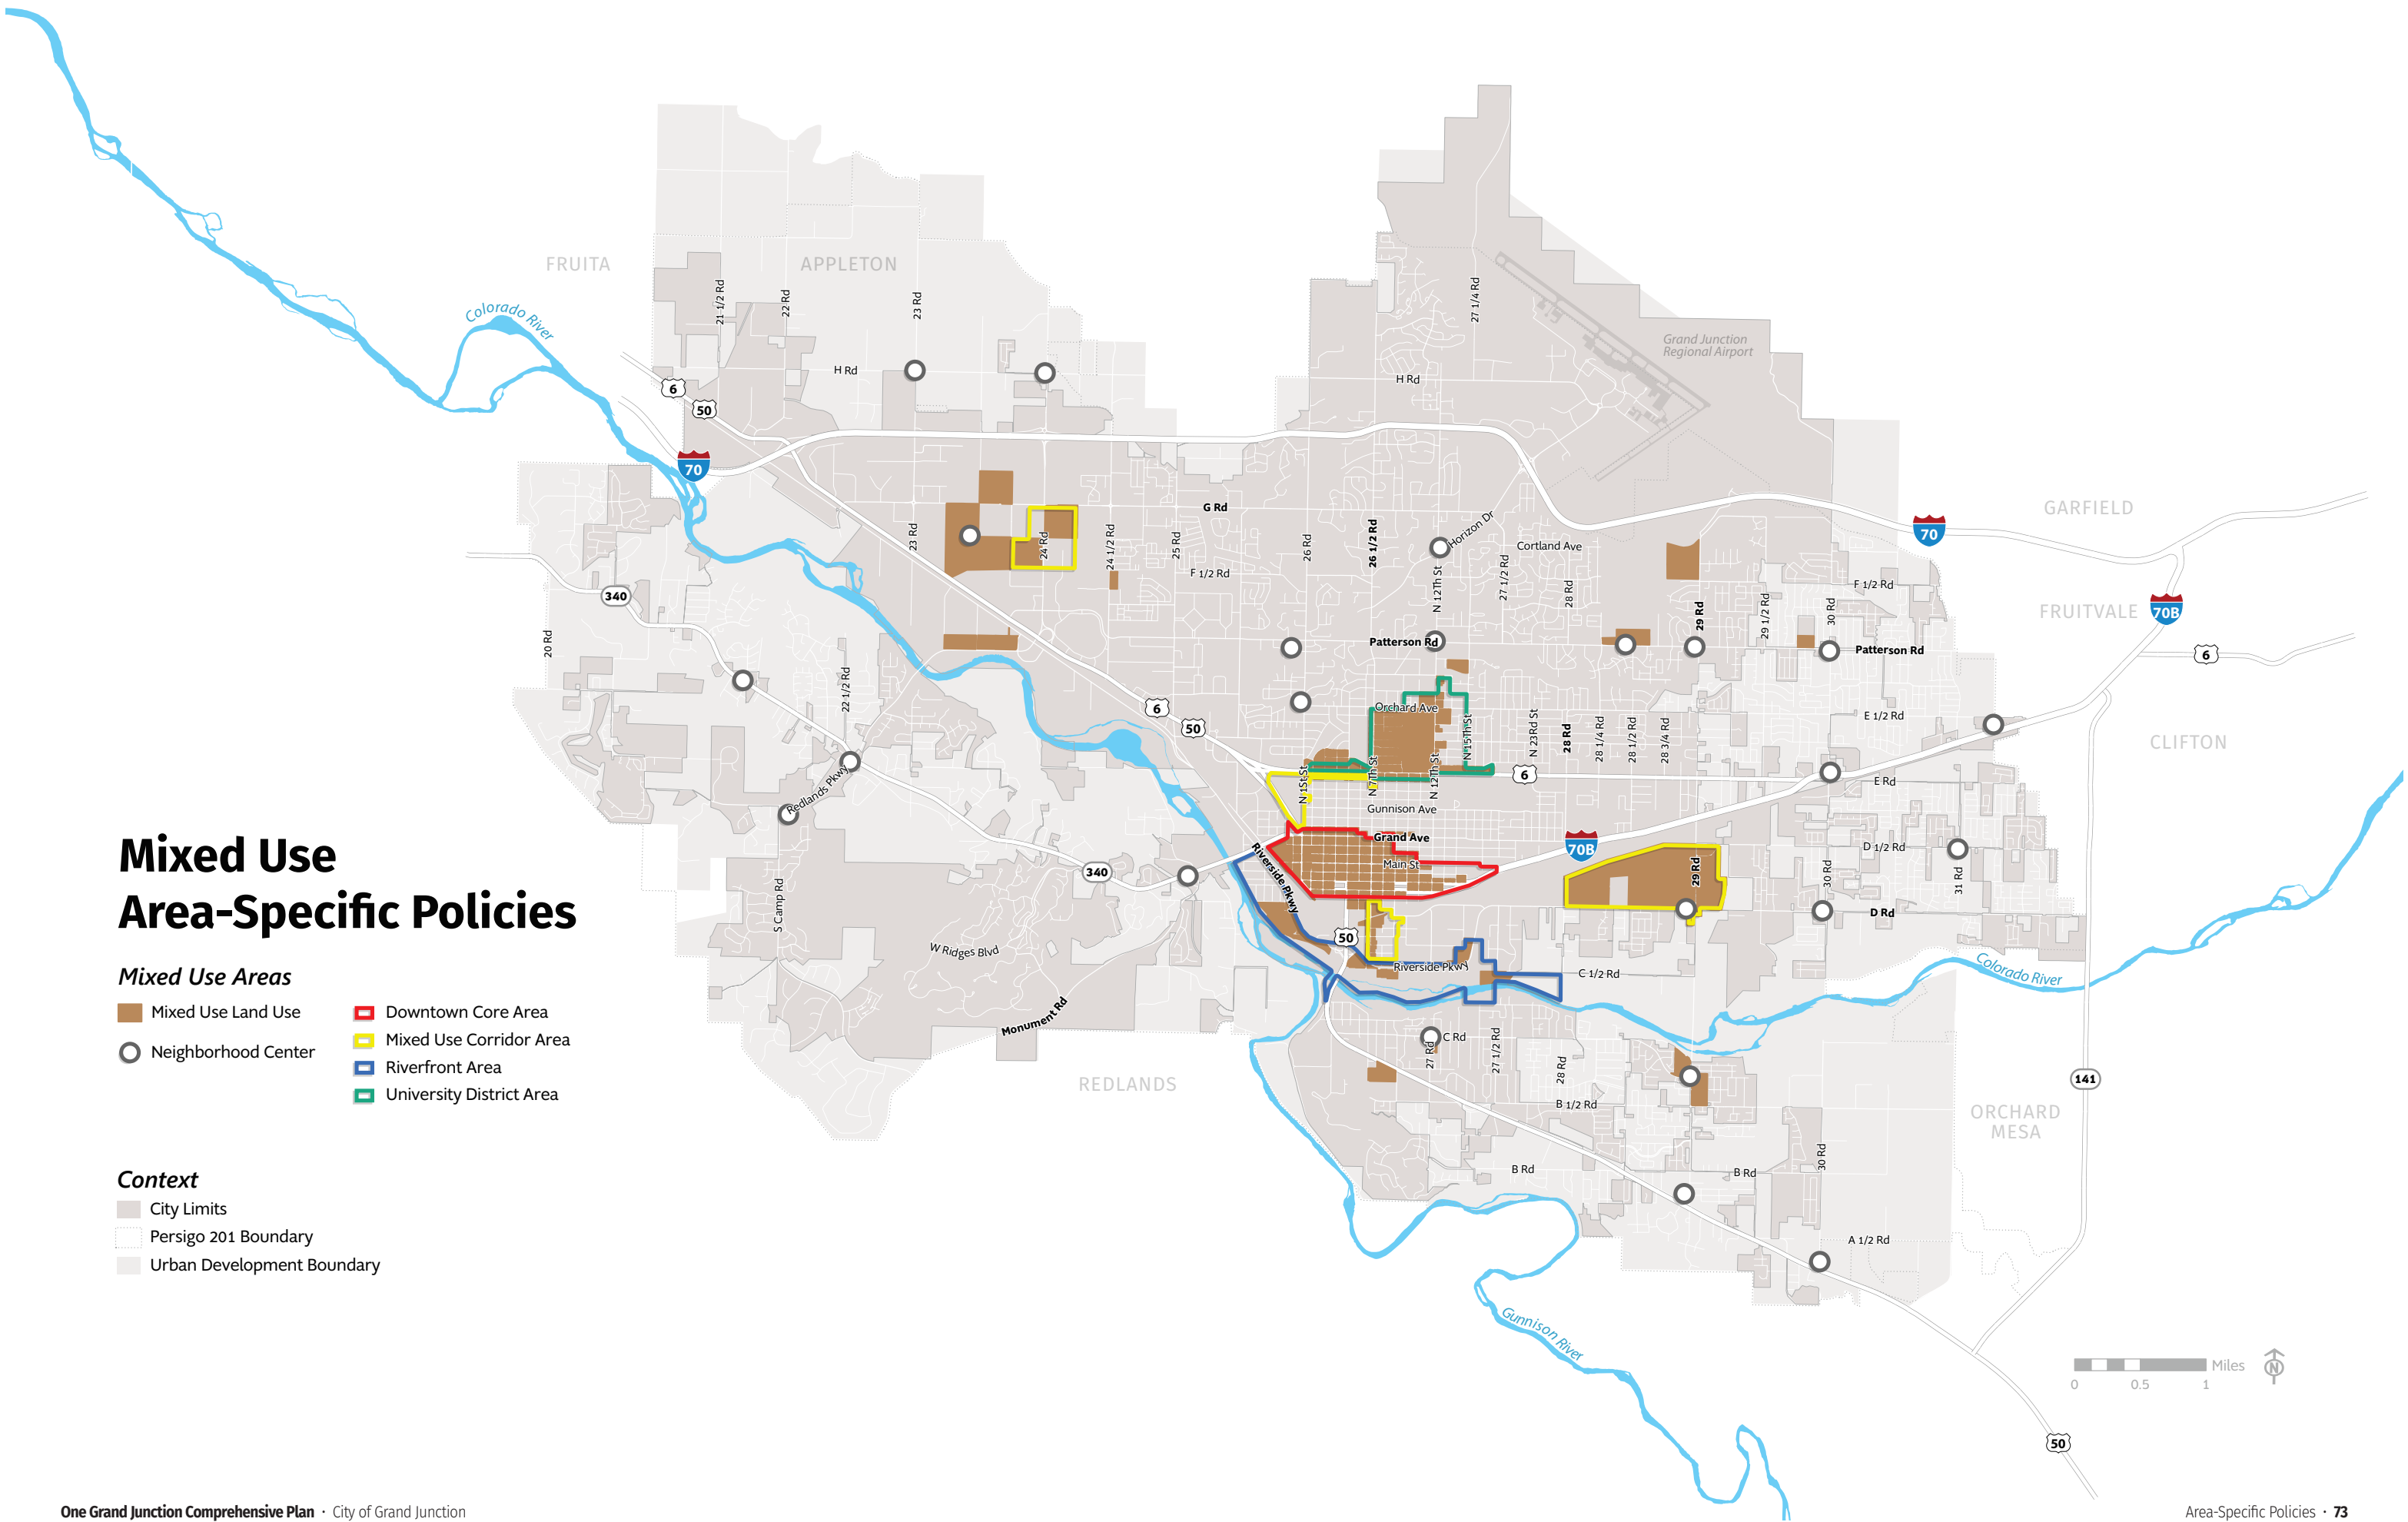 FRUITA
APPLETON
21 1/2 Rd
22 Rd
23 Rd
27 1/4 Rd
Colorado River
Grand Junction
Regional Airport
H Rd
H Rd
6
50
70
G Rd
GARFIELD
70
23 Rd
24 Rd
24 1/2 Rd
25 Rd
26 Rd
26 1/2 Rd
Horizon Dr
Cortland Ave
F 1/2 Rd
N 12Th St
27 1/2 Rd
28 Rd
F 1/2 Rd
340
29 Rd
29 1/2 Rd
30 Rd
FRUITVALE
70B
20 Rd
Patterson Rd
Patterson Rd
6
22 1/2 Rd
6
50
Orchard Ave
N 15Th St
N 23Rd St
28 Rd
28 1/4 Rd
28 1/2 Rd
28 3/4 Rd
E 1/2 Rd
CLIFTON
Redlands Pkwy
N 1St St
N 7Th St
N 12Th St
6
E Rd
Gunnison Ave
Grand Ave
Main St
70B
29 Rd
D 1/2 Rd
30 Rd
31 Rd
Riverside Pkwy
340
S Camp Rd
D Rd
W Ridges Blvd
50
Riverside Pkwy
C 1/2 Rd
Colorado River
Monument Rd
27 Rd
C Rd
27 1/2 Rd
28 Rd
REDLANDS
141
B 1/2 Rd
ORCHARD
MESA
B Rd
B Rd
30 Rd
A 1/2 Rd
Gunnison River
50
Mixed Use
Area-Specific Policies
Mixed Use Areas
Mixed Use Land Use
Neighborhood Center
Downtown Core Area
Mixed Use Corridor Area
Riverfront Area
University District Area
Context
City Limits
Persigo 201 Boundary
Urban Development Boundary
Miles
0 0.5 1
N
One Grand Junction Comprehensive Plan · City of Grand Junction
Area-Specific Policies · 73